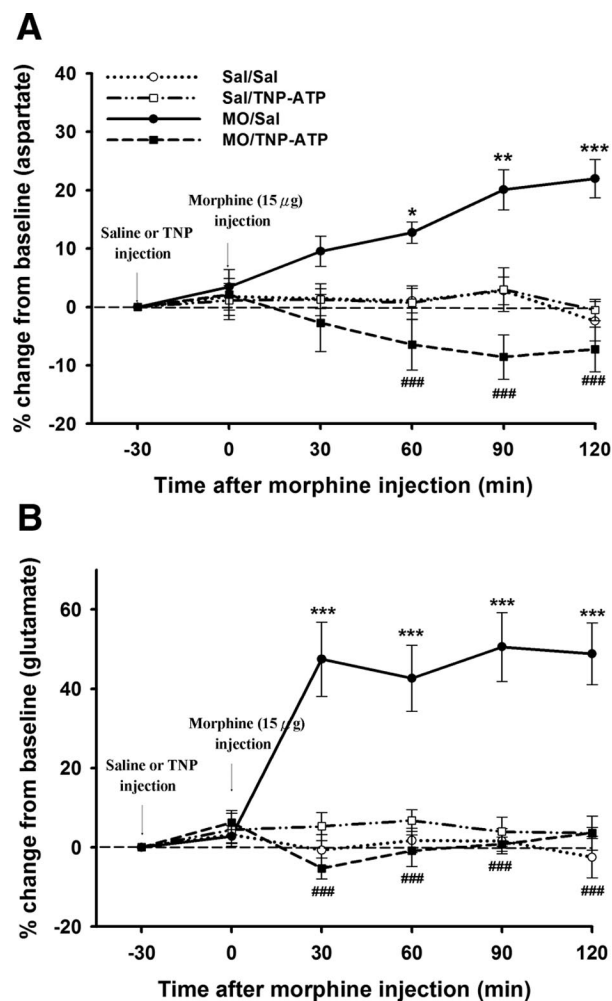 A
% change from baseline (aspartate)
40
30
20
10
0
-10
-20
Sal/Sal
Sal/TNP-ATP
MO/Sal
MO/TNP-ATP
Saline or TNP
injection
Morphine (15 μg)
injection
*
**
***
###
###
###
-30
0
30
60
90
120
Time after morphine injection (min)
B
% change from baseline (glutamate)
60
40
20
0
-20
Saline or TNP
injection
Morphine (15 μg)
injection
***
***
***
***
###
###
###
###
-30
0
30
60
90
120
Time after morphine injection (min)